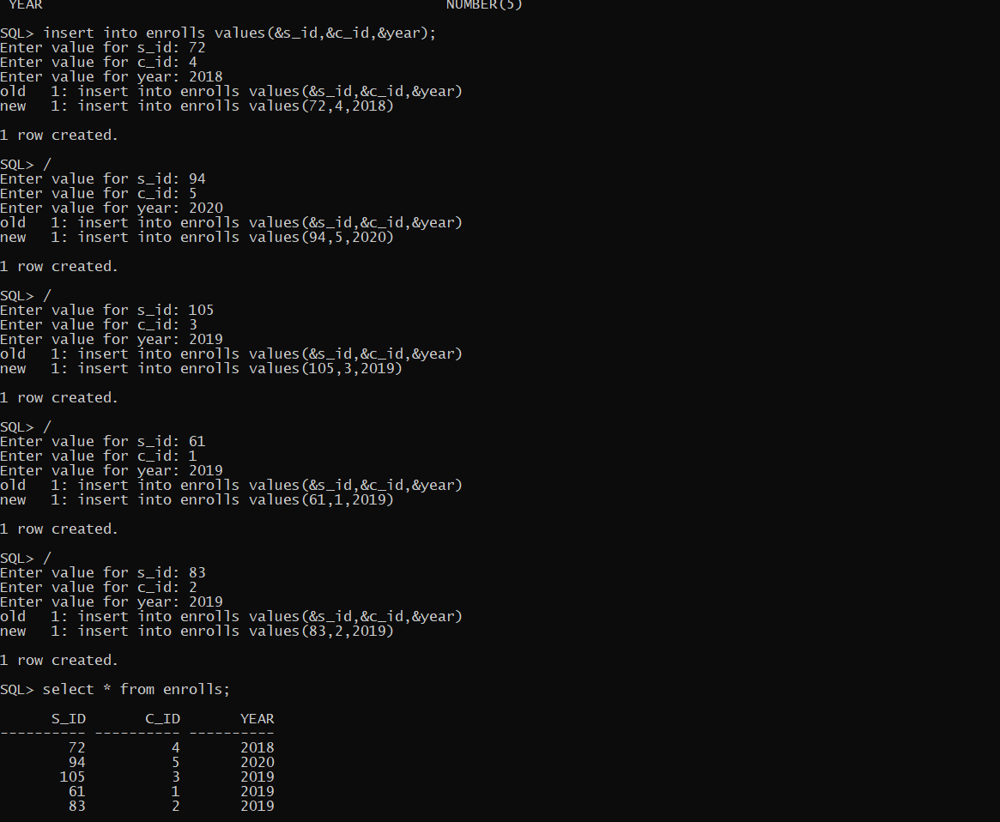 YEAR NUMBER(5)
SQL> insert into enrolls values(&s_id,&c_id,&year);
Enter value for s_id: 72
Enter value for c_id: 4
Enter value for year: 2018
old   1: insert into enrolls values(&s_id,&c_id,&year)
new   1: insert into enrolls values(72,4,2018)
1 row created.
SQL> /
Enter value for s_id: 94
Enter value for c_id: 5
Enter value for year: 2020
old   1: insert into enrolls values(&s_id,&c_id,&year)
new   1: insert into enrolls values(94,5,2020)
1 row created.
SQL> /
Enter value for s_id: 105
Enter value for c_id: 3
Enter value for year: 2019
old   1: insert into enrolls values(&s_id,&c_id,&year)
new   1: insert into enrolls values(105,3,2019)
1 row created.
SQL> /
Enter value for s_id: 61
Enter value for c_id: 1
Enter value for year: 2019
old   1: insert into enrolls values(&s_id,&c_id,&year)
new   1: insert into enrolls values(61,1,2019)
1 row created.
SQL> /
Enter value for s_id: 83
Enter value for c_id: 2
Enter value for year: 2019
old   1: insert into enrolls values(&s_id,&c_id,&year)
new   1: insert into enrolls values(83,2,2019)
1 row created.
SQL> select * from enrolls;
      S_ID       C_ID       YEAR
---------- ---------- ----------
        72          4       2018
        94          5       2020
       105          3       2019
        61          1       2019
        83          2       2019